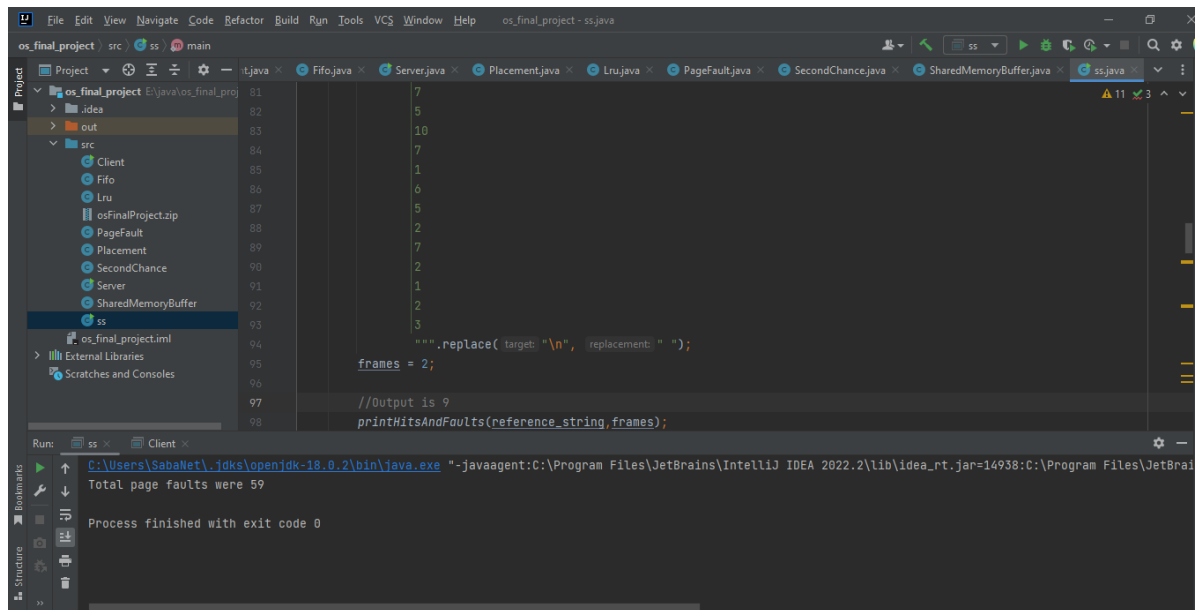 File Edit View Navigate Code Refactor Build Run Tools VCS Window Help os_final_project - ss.java
os_final_project src ss main ss
Project Fifo.java Server.java Placement.java Lru.java PageFault.java SecondChance.java SharedMemoryBuffer.java ss.java
Project
os_final_project E:\java\os_final_proj
.idea
out
src
Client
Fifo
Lru
osFinalProject.zip
PageFault
Placement
SecondChance
Server
SharedMemoryBuffer
ss
os_final_project.iml
External Libraries
Scratches and Consoles
81 7
82 5
83 10
84 7
85 1
86 6
87 5
88 2
89 7
90 2
91 1
92 2
93 3
94 """.replace( target: "\n", replacement: " ");
95 frames = 2;
96
97 //Output is 9
98 printHitsAndFaults(reference_string,frames);
11 3
Run: ss Client
C:\Users\SabaNet\.jdks\openjdk-18.0.2\bin\java.exe "-javaagent:C:\Program Files\JetBrains\IntelliJ IDEA 2022.2\lib\idea_rt.jar=14938:C:\Program Files\JetBrai
Total page faults were 59
Process finished with exit code 0
Bookmarks
Structure